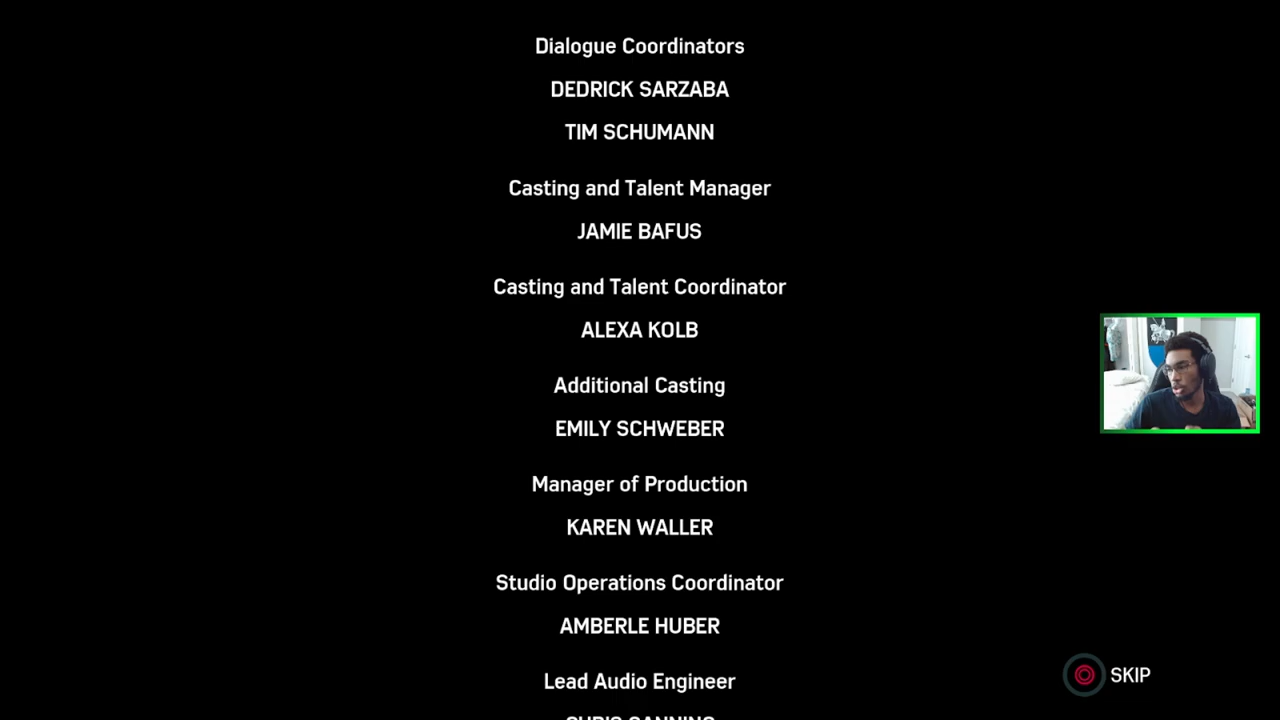 Dialogue Coordinators
DEDRICK SARZABA
TIM SCHUMANN
Casting and Talent Manager
JAMIE BAFUS
Casting and Talent Coordinator
ALEXA KOLB
Additional Casting
EMILY SCHWEBER
Manager of Production
KAREN WALLER
Studio Operations Coordinator
AMBERLE HUBER
SKIP
Lead Audio Engineer